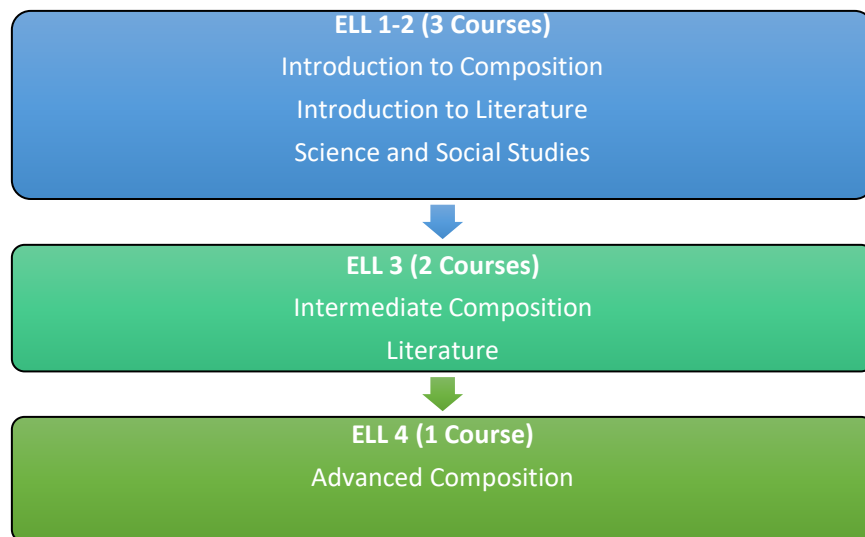 ELL 1-2 (3 Courses)
Introduction to Composition
Introduction to Literature
Science and Social Studies
ELL 3 (2 Courses)
Intermediate Composition
Literature
ELL 4 (1 Course)
Advanced Composition